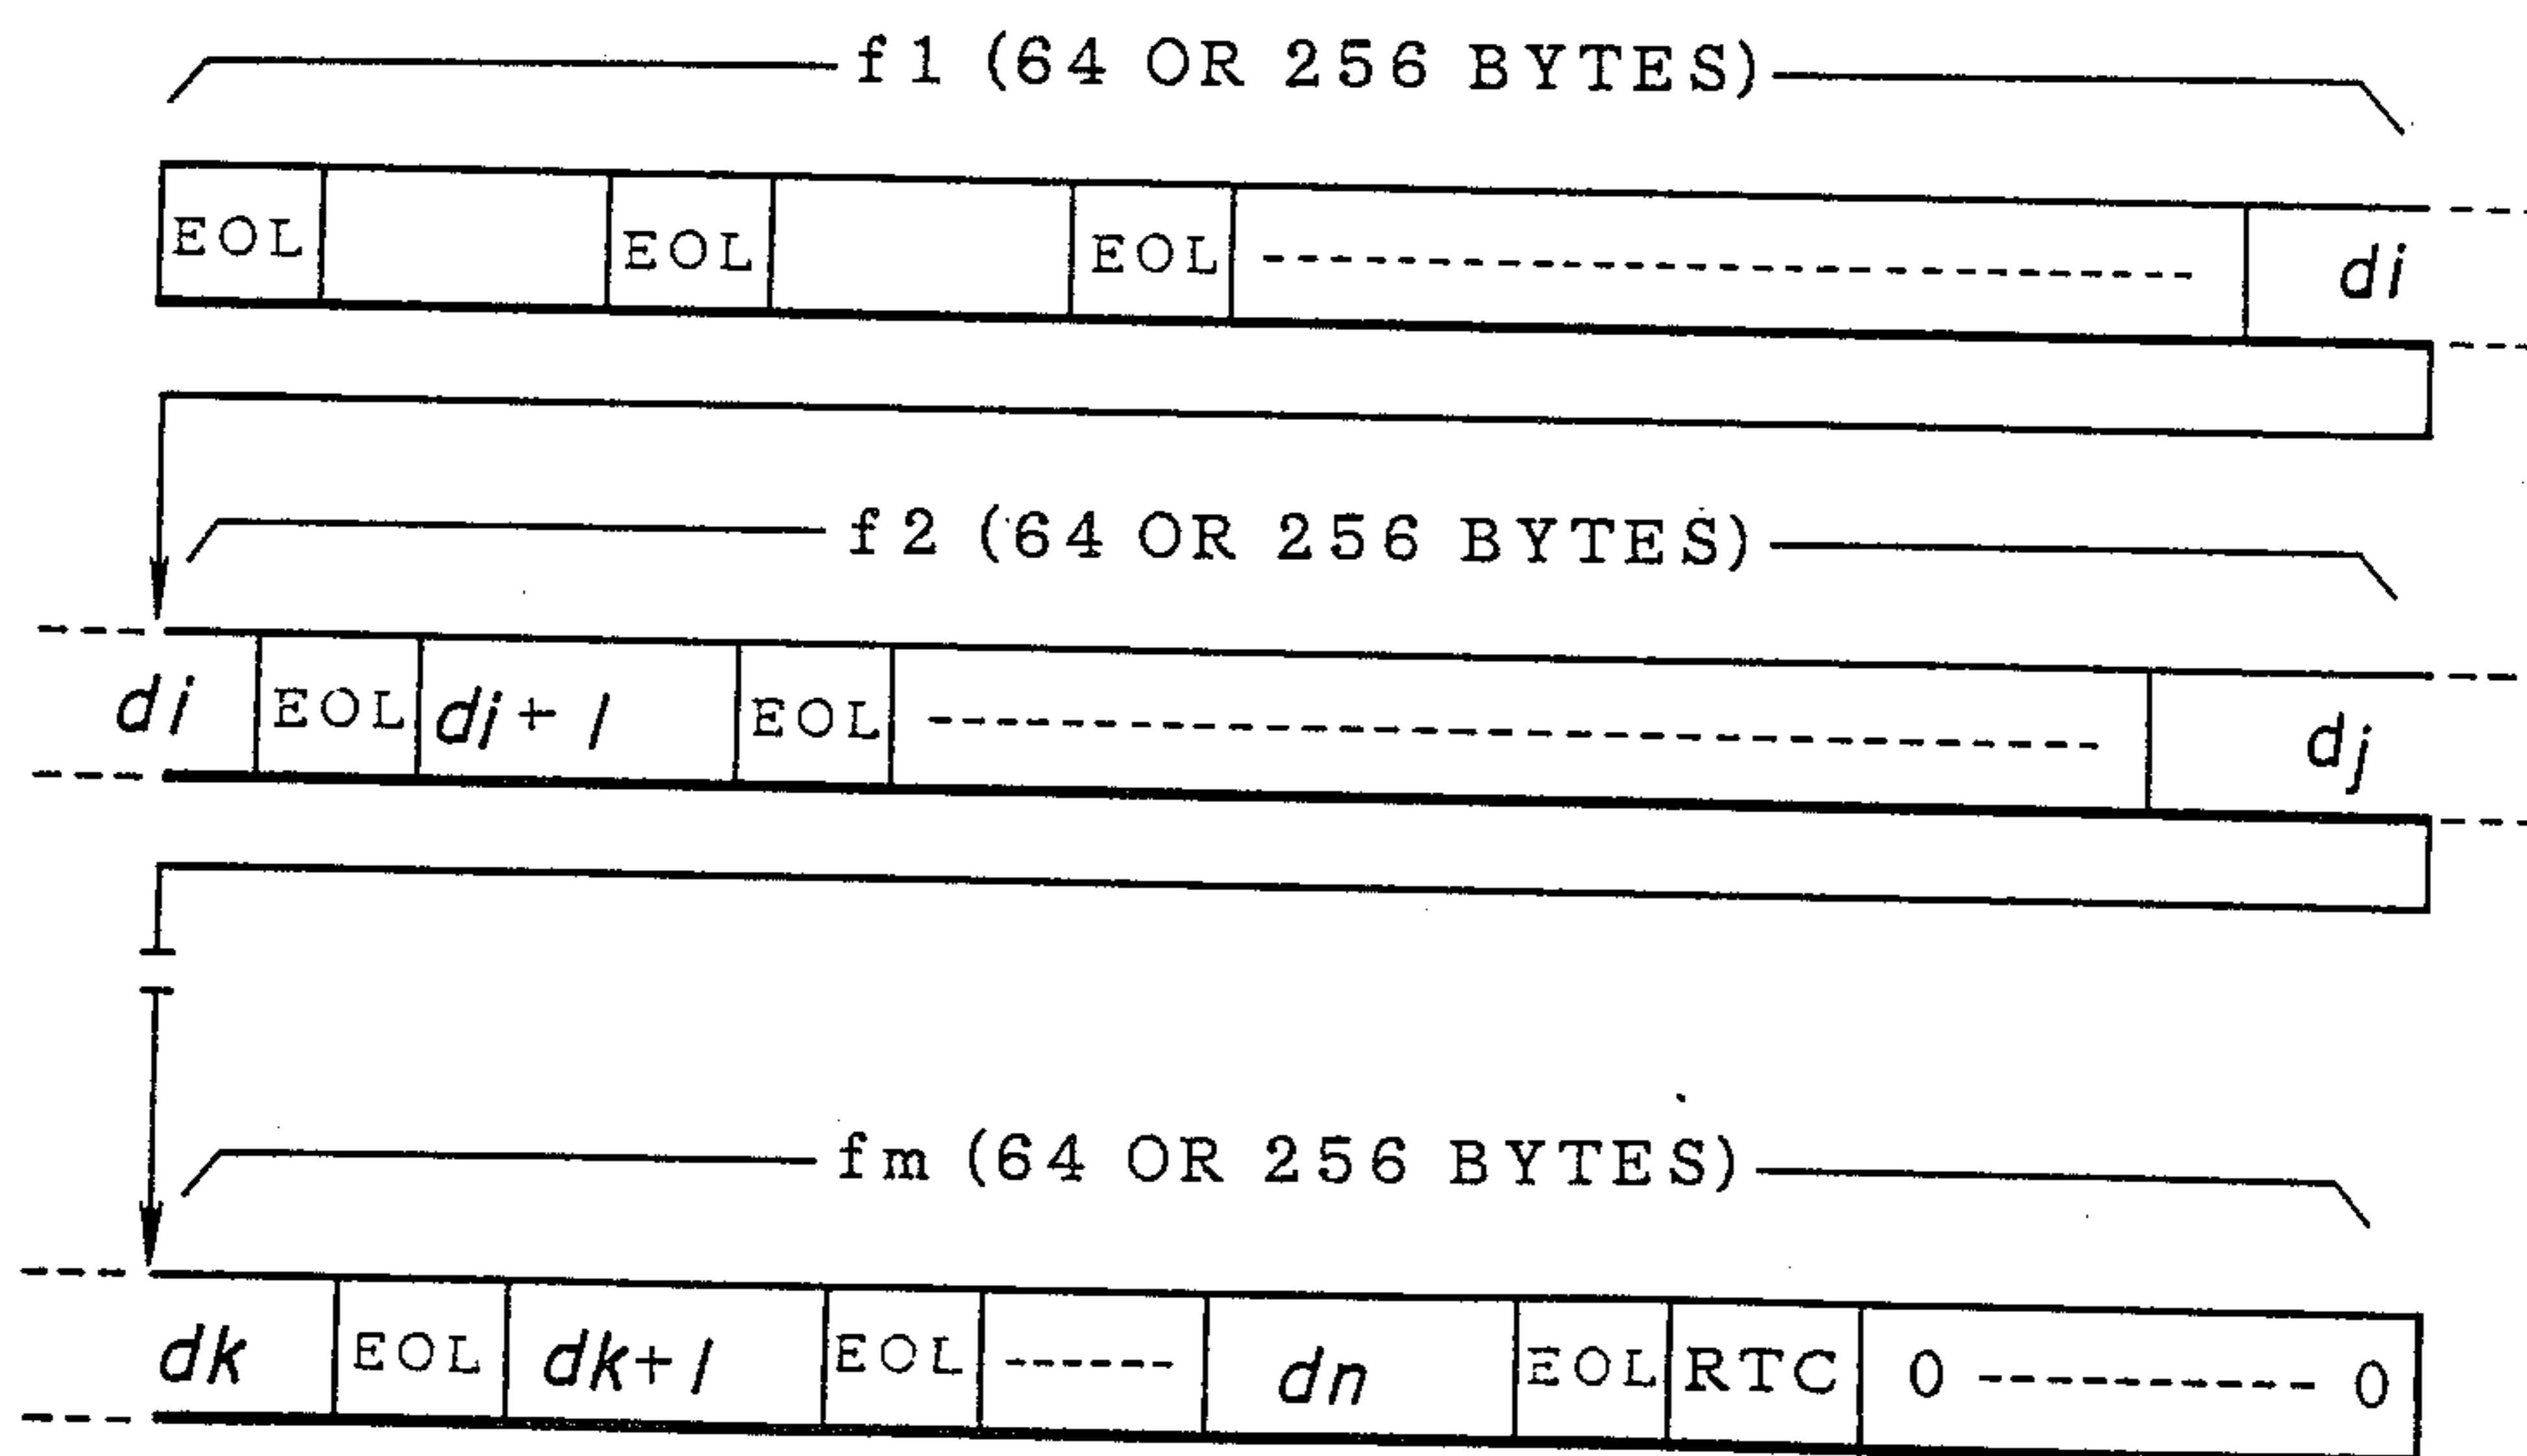 f1 (64 OR 256 BYTES)
EOL EOL EOL di
f2 (64 OR 256 BYTES)
di EOL di+1 EOL dj
fm (64 OR 256 BYTES)
dk EOL dk+1 EOL dn EOL RTC 0 0